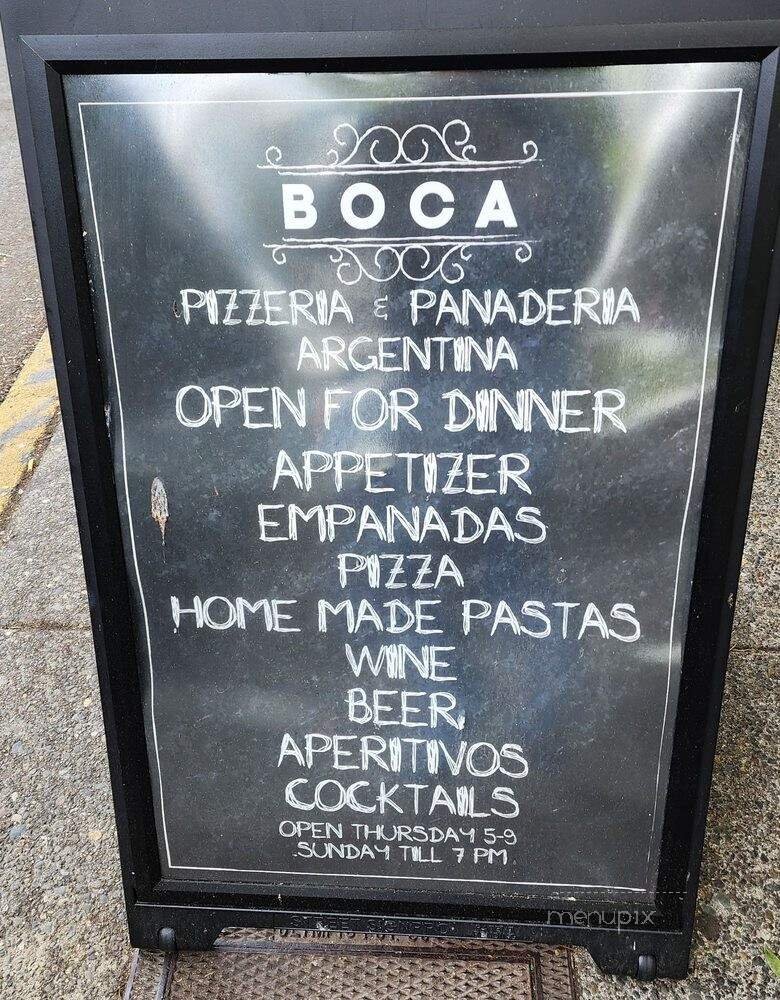 BOCA
PIZZERIA & PANADERIA
ARGENTINA
OPEN FOR DINNER
APPETIZER
EMPANADAS
PIZZA
HOME MADE PASTAS
WINE
BEER
APERITIVOS
COCKTAILS
OPEN THURSDAY 5-9
SUNDAY TILL 7 PM
menupix